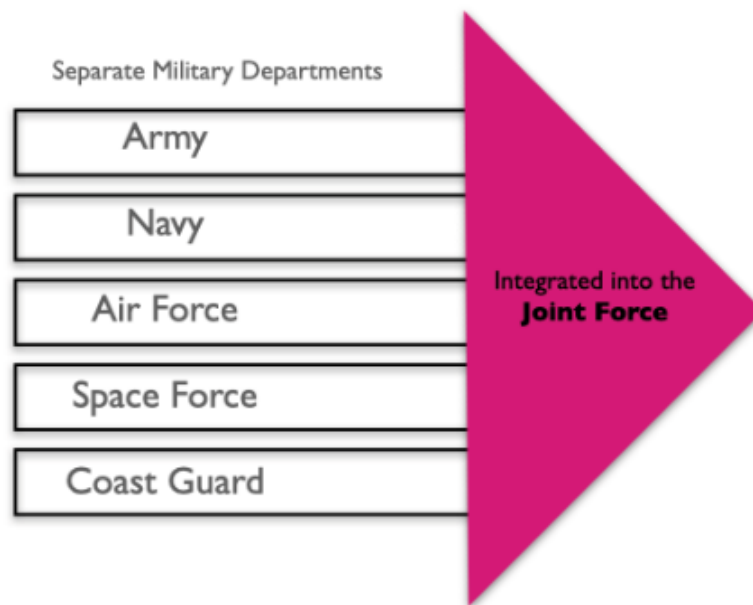 Separate Military Departments
Army
Navy
Air Force
Space Force
Coast Guard
Integrated into the
Joint Force